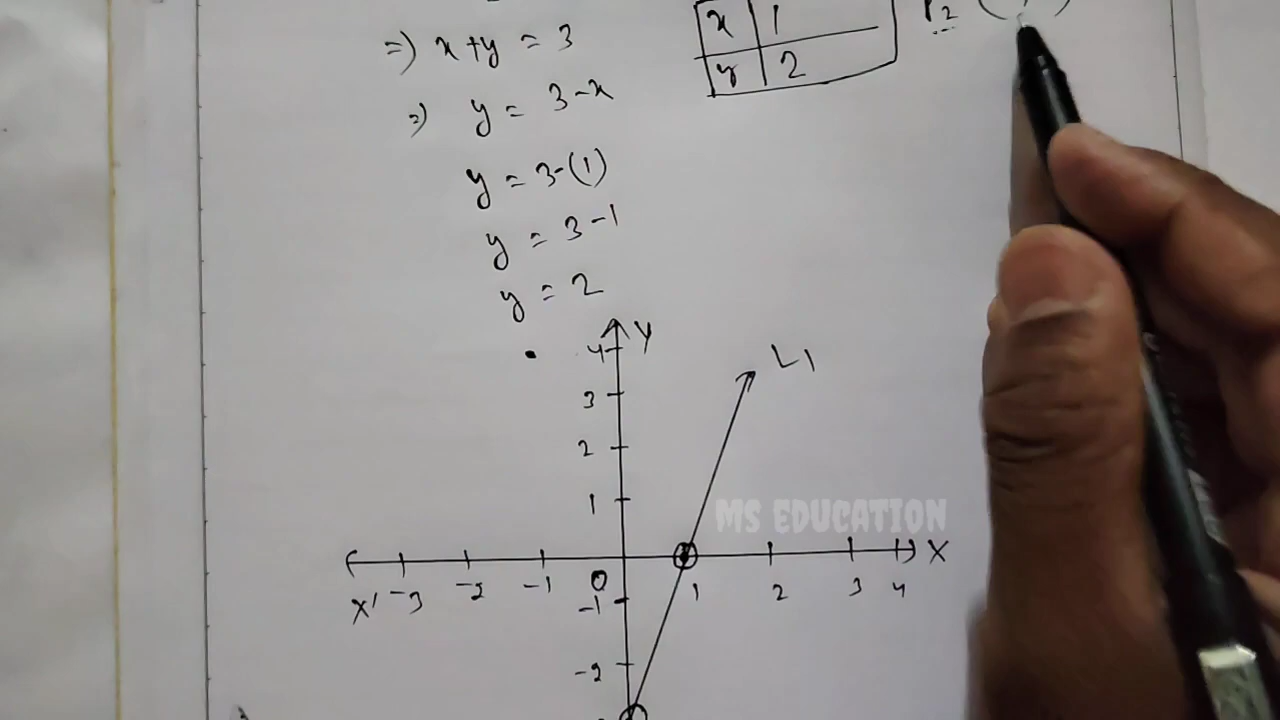 =) x+y = 3
x 1
y 2
P2 (
=) y = 3-x
y = 3-(1)
y = 3-1
y = 2
Y
4
L1
3
2
1
MS EDUCATION
X
X' -3 -2 -1 0 1 2 3 4
-1
-2